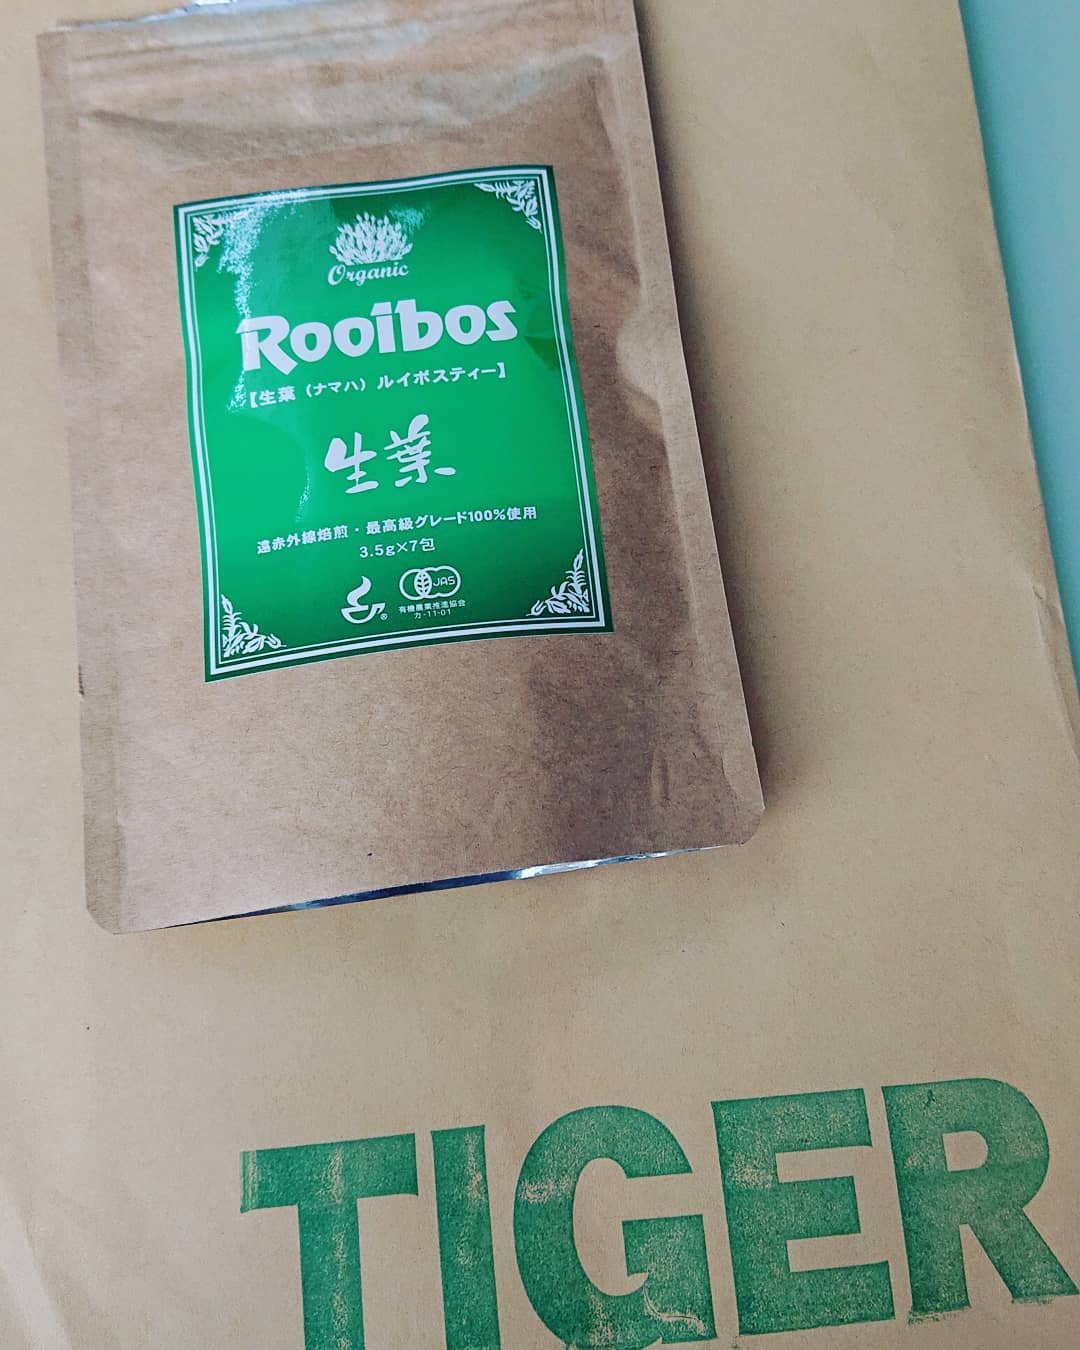 Organic
Rooibos
【生葉（ナマハ）ルイボスティー】
生葉
遠赤外線焙煎・最高級グレード100%使用
3.5g×7包
®
JAS
有機農業推進協会
カ-11-01
TIGER